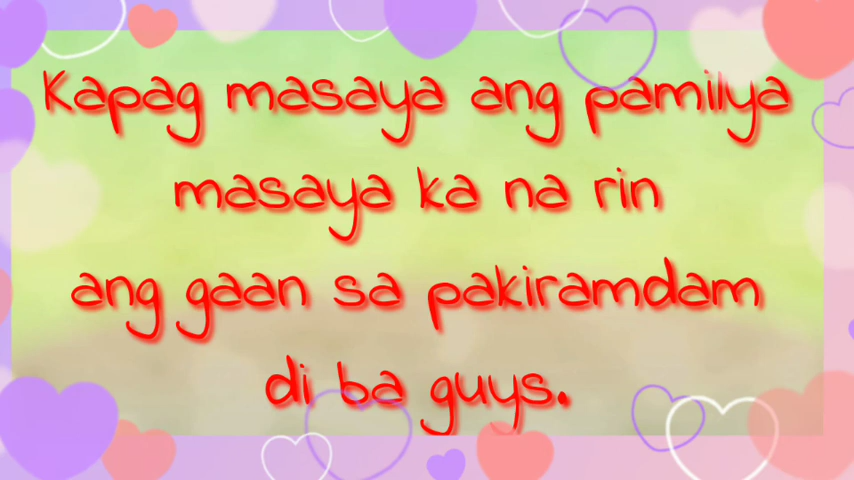 Kapag masaya ang pamilya
masaya ka na rin
ang gaan sa pakiramdam
di ba guys.